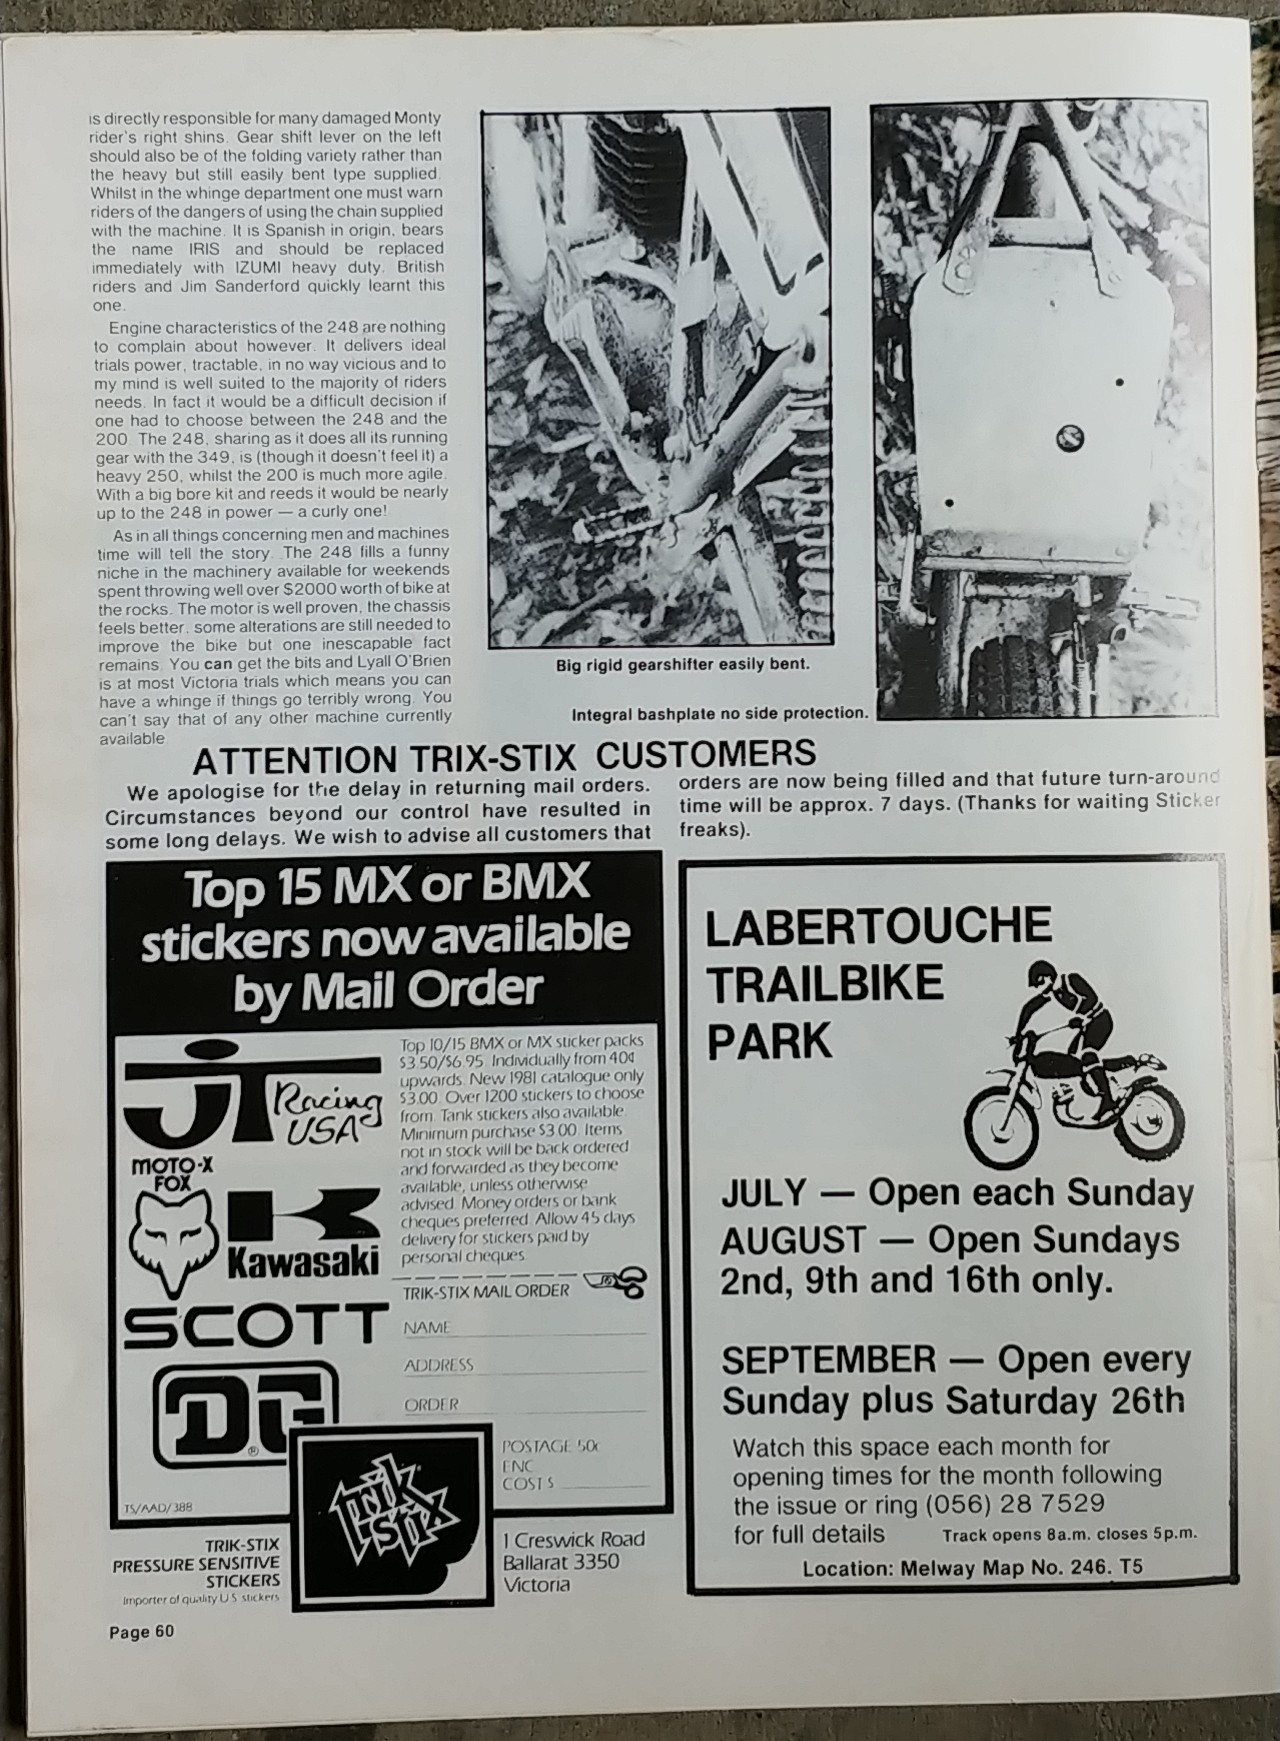 is directly responsible for many damaged Monty
rider's right shins. Gear shift lever on the left
should also be of the folding variety rather than
the heavy but still easily bent type supplied.
Whilst in the whinge department one must warn
riders of the dangers of using the chain supplied
with the machine. It is Spanish in origin, bears
the name IRIS and should be replaced
immediately with IZUMI heavy duty. British
riders and Jim Sanderford quickly learnt this
one.
Engine characteristics of the 248 are nothing
to complain about however. It delivers ideal
trials power, tractable, in no way vicious and to
my mind is well suited to the majority of riders
needs. In fact it would be a difficult decision if
one had to choose between the 248 and the
200. The 248, sharing as it does all its running
gear with the 349, is (though it doesn't feel it) a
heavy 250, whilst the 200 is much more agile.
With a big bore kit and reeds it would be nearly
up to the 248 in power — a curly one!
As in all things concerning men and machines
time will tell the story. The 248 fills a funny
niche in the machinery available for weekends
spent throwing well over $2000 worth of bike at
the rocks. The motor is well proven, the chassis
feels better, some alterations are still needed to
improve the bike but one inescapable fact
remains. You can get the bits and Lyall O'Brien
is at most Victoria trials which means you can
have a whinge if things go terribly wrong. You
can't say that of any other machine currently
available.
Big rigid gearshifter easily bent.
Integral bashplate no side protection.
ATTENTION TRIX-STIX CUSTOMERS
We apologise for the delay in returning mail orders.
Circumstances beyond our control have resulted in
some long delays. We wish to advise all customers that
orders are now being filled and that future turn-around
time will be approx. 7 days. (Thanks for waiting Sticker
freaks).
Top 15 MX or BMX
stickers now available
by Mail Order
JT Racing
USA
MOTO-X
FOX
Kawasaki
SCOTT
DG®
TS/AAD/388
Top 10/15 BMX or MX sticker packs
$3.50/$6.95. Individually from 40¢
upwards. New 1981 catalogue only
$3.00. Over 1200 stickers to choose
from. Tank stickers also available.
Minimum purchase $3.00. Items
not in stock will be back ordered
and forwarded as they become
available, unless otherwise
advised. Money orders or bank
cheques preferred. Allow 45 days
delivery for stickers paid by
personal cheques.
TRIK-STIX MAIL ORDER
NAME
ADDRESS
ORDER
POSTAGE 50c
ENC
COST $
Trik
Stix
TRIK-STIX
PRESSURE SENSITIVE
STICKERS
Importer of quality U.S. stickers
1 Creswick Road
Ballarat 3350
Victoria
LABERTOUCHE
TRAILBIKE
PARK
JULY — Open each Sunday
AUGUST — Open Sundays
2nd, 9th and 16th only.
SEPTEMBER — Open every
Sunday plus Saturday 26th
Watch this space each month for
opening times for the month following
the issue or ring (056) 28 7529
for full details Track opens 8a.m. closes 5p.m.
Location: Melway Map No. 246. T5
Page 60